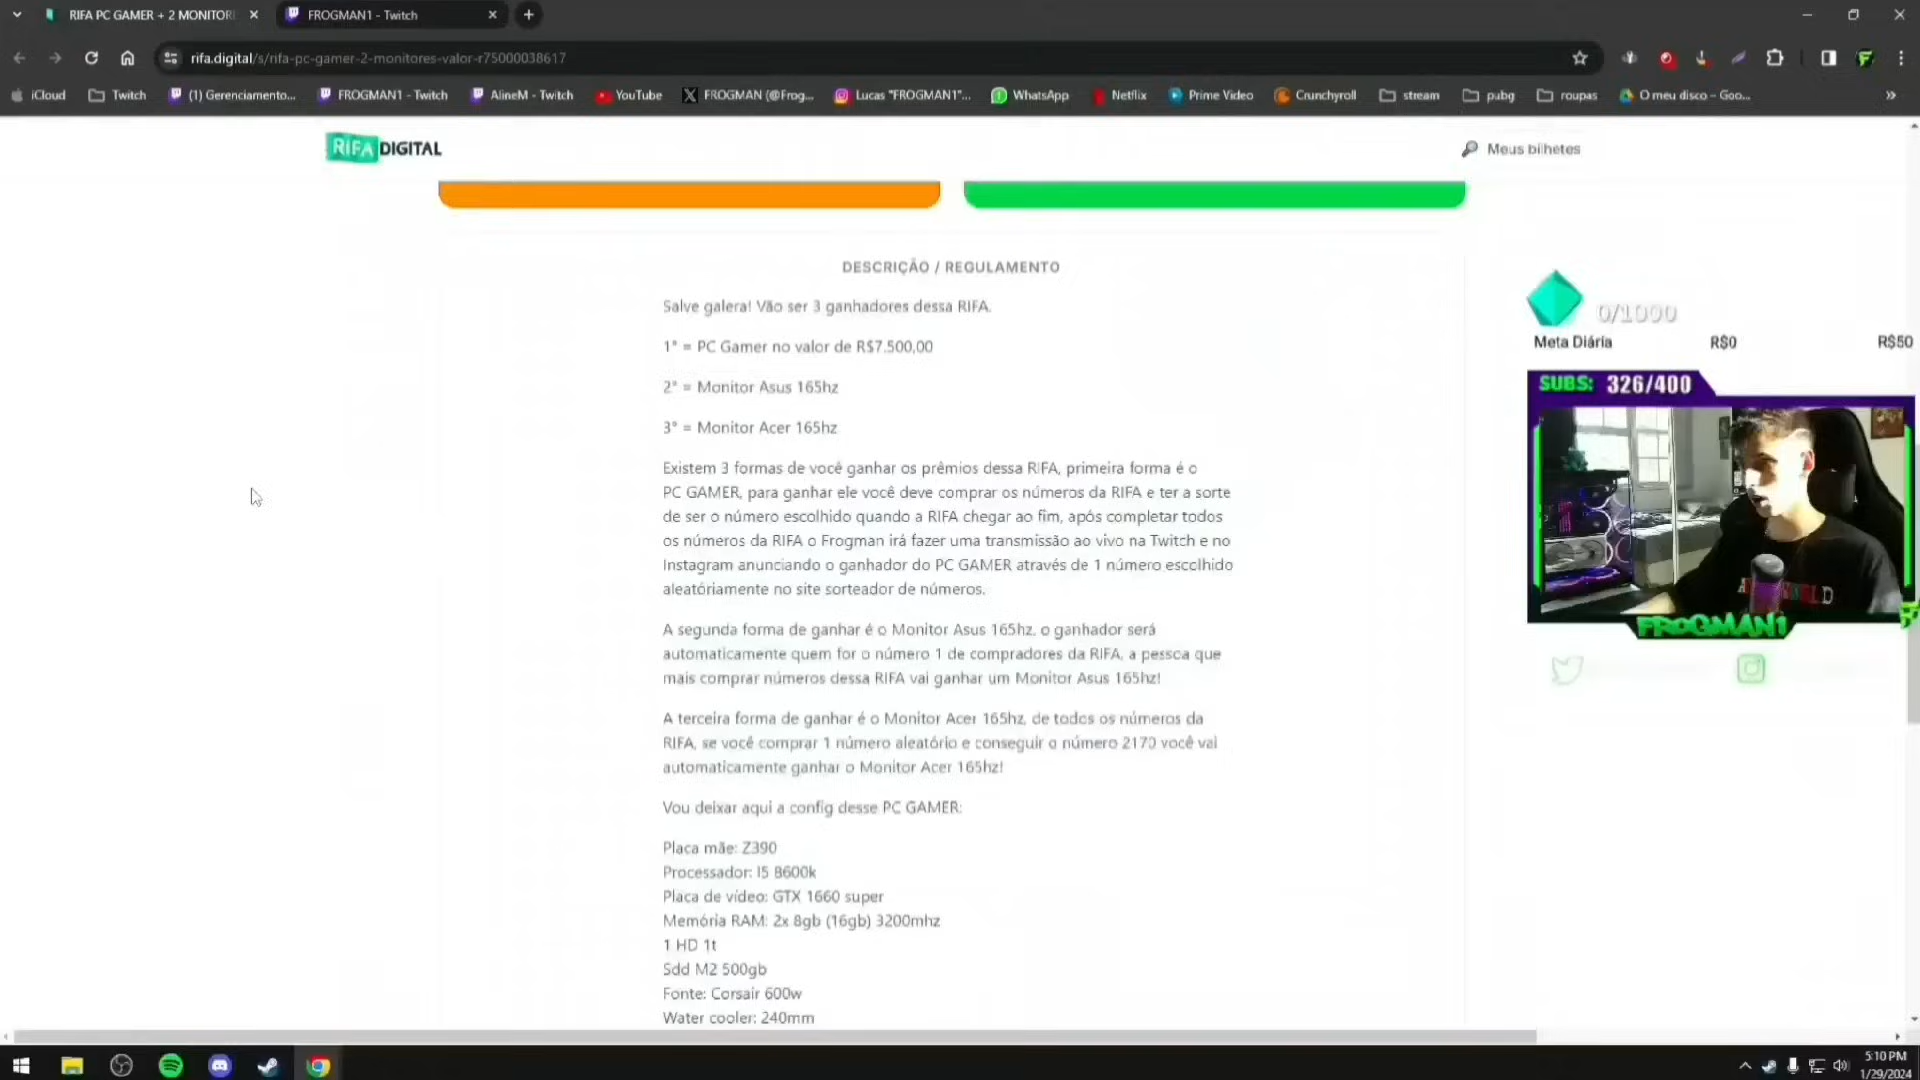 RIFA PC GAMER + 2 MONITOR
FROGMAN1 - Twitch
rifa.digital/s/rifa-pc-gamer-2-monitores-valor-r75000038617
iCloud
Twitch
(1) Gerenciamento...
FROGMAN1 - Twitch
AlineM - Twitch
YouTube
FROGMAN (@Frog...
Lucas "FROGMAN1"...
WhatsApp
Netflix
Prime Video
Crunchyroll
stream
pubg
roupas
O meu disco – Goo...
RIFA DIGITAL
Meus bilhetes
DESCRIÇÃO / REGULAMENTO
Salve galera! Vão ser 3 ganhadores dessa RIFA.
1° = PC Gamer no valor de R$7.500,00
2° = Monitor Asus 165hz
3° = Monitor Acer 165hz
Existem 3 formas de você ganhar os prêmios dessa RIFA, primeira forma é o
PC GAMER, para ganhar ele você deve comprar os números da RIFA e ter a sorte
de ser o número escolhido quando a RIFA chegar ao fim, após completar todos
os números da RIFA o Frogman irá fazer uma transmissão ao vivo na Twitch e no
Instagram anunciando o ganhador do PC GAMER através de 1 número escolhido
aleatóriamente no site sorteador de números.
A segunda forma de ganhar é o Monitor Asus 165hz, o ganhador será
automaticamente quem for o número 1 de compradores da RIFA, a pessoa que
mais comprar números dessa RIFA vai ganhar um Monitor Asus 165hz!
A terceira forma de ganhar é o Monitor Acer 165hz, de todos os números da
RIFA, se você comprar 1 número aleatório e conseguir o número 2170 você vai
automaticamente ganhar o Monitor Acer 165hz!
Vou deixar aqui a config desse PC GAMER:
Placa mãe: Z390
Processador: I5 8600k
Placa de vídeo: GTX 1660 super
Memória RAM: 2x 8gb (16gb) 3200mhz
1 HD 1t
Sdd M2 500gb
Fonte: Corsair 600w
Water cooler: 240mm
0/1000
Meta Diária
R$0
R$50
SUBS: 326/400
FROGMAN1
5:10 PM
1/29/2024